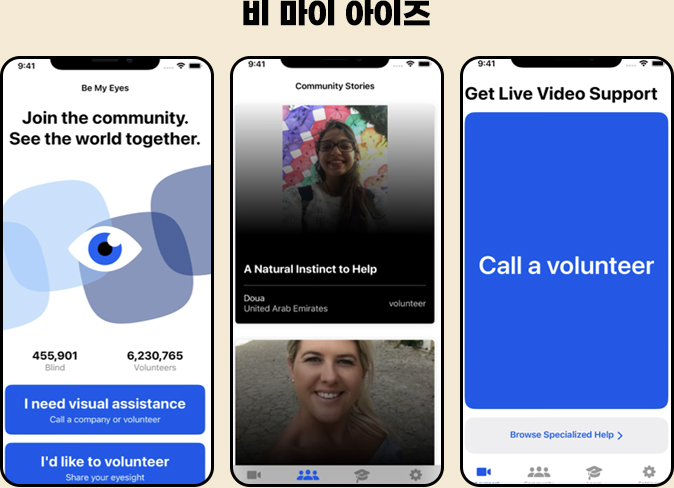 비 마이 아이즈
9:41
Be My Eyes
Join the community.
See the world together.
455,901
Blind
6,230,765
Volunteers
I need visual assistance
Call a company or volunteer
I'd like to volunteer
Share your eyesight
9:41
Community Stories
A Natural Instinct to Help
Doua
United Arab Emirates
volunteer
9:41
Get Live Video Support
Call a volunteer
Browse Specialized Help